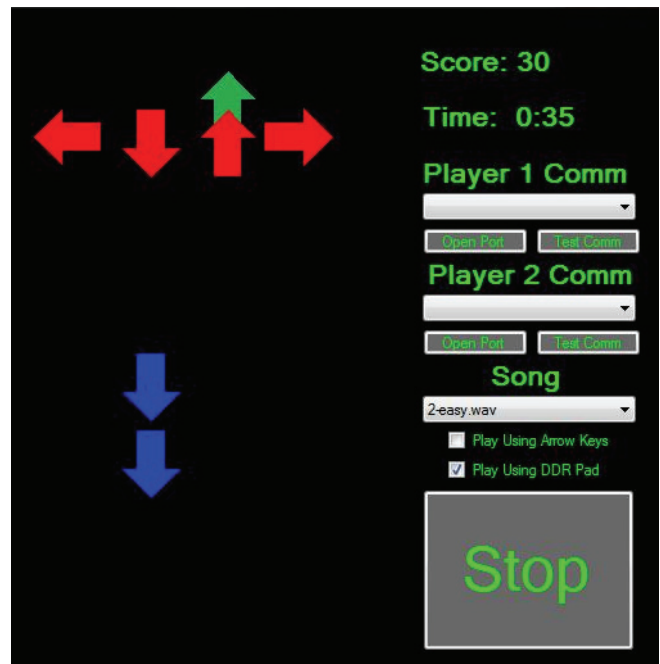 Score: 30
Time: 0:35
Player 1 Comm
Open Port Test Comm
Player 2 Comm
Open Port Test Comm
Song
2-easy.wav
Play Using Arrow Keys
Play Using DDR Pad
Stop